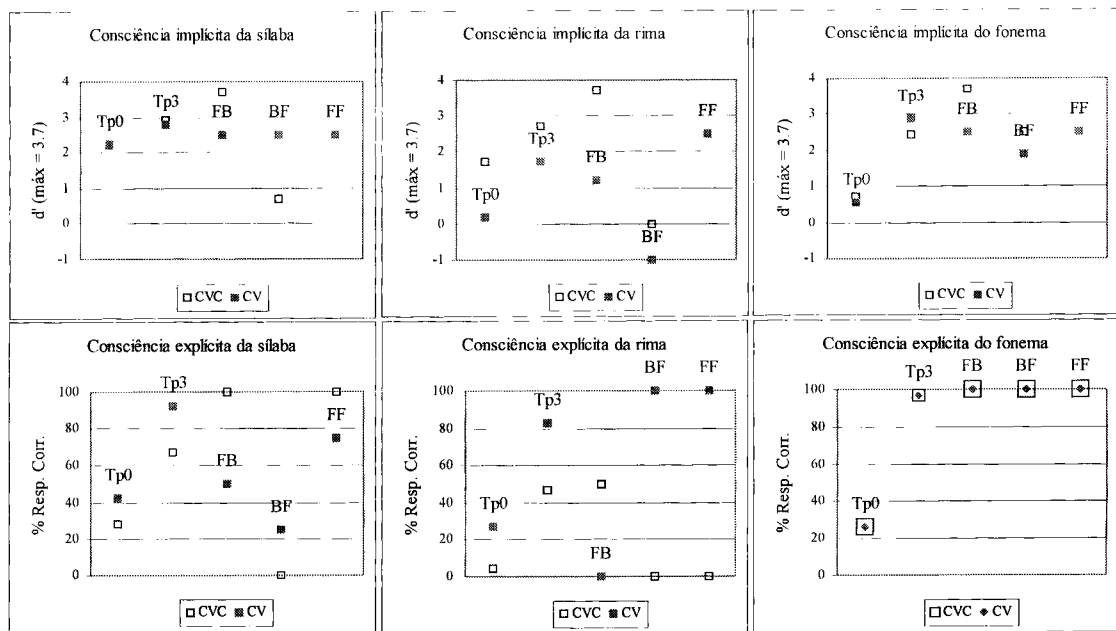 Consciência implícita da sílaba
d' (máx = 3.7)
4
3
2
1
0
-1
Tp0
Tp3
FB
BF
FF
CVC CV
Consciência implícita da rima
d' (máx = 3.7)
4
3
2
1
0
-1
Tp0
Tp3
FB
BF
FF
CVC CV
Consciência implícita do fonema
d' (máx = 3.7)
4
3
2
1
0
-1
Tp0
Tp3
FB
BF
FF
CVC CV
Consciência explícita da sílaba
% Resp. Corr.
100
80
60
40
20
0
Tp0
Tp3
FB
BF
FF
CVC CV
Consciência explícita da rima
% Resp. Corr.
100
80
60
40
20
0
Tp0
Tp3
FB
BF
FF
CVC CV
Consciência explícita do fonema
% Resp. Corr.
100
80
60
40
20
0
Tp0
Tp3
FB
BF
FF
CVC CV